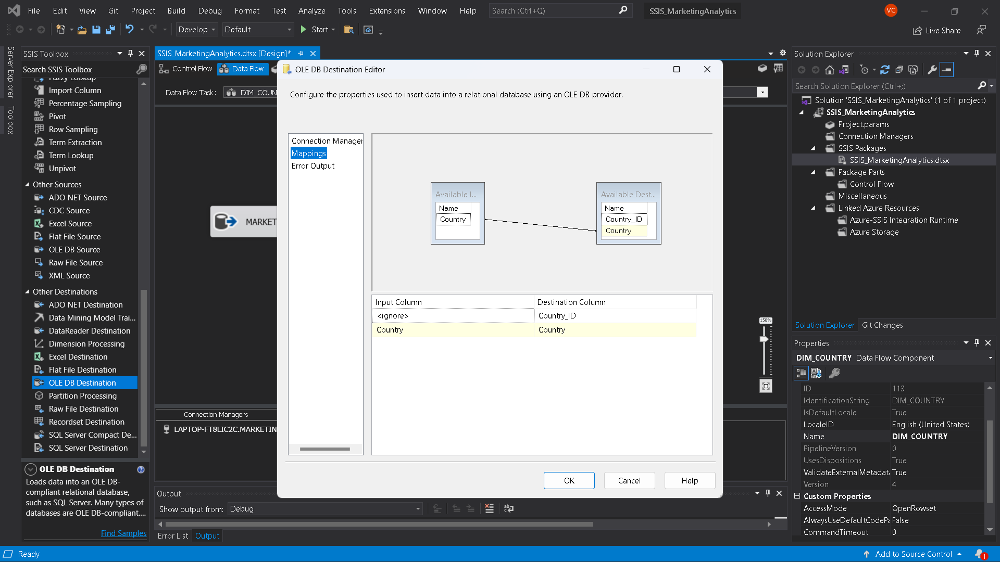 File Edit View Git Project Build Debug Format Test Analyze Tools Extensions Window Help Search (Ctrl+Q) SSIS_MarketingAnalytics VC
Develop Default Start Live Share
Server Explorer
Toolbox
SSIS Toolbox
Search SSIS Toolbox
Fuzzy Lookup
Import Column
Percentage Sampling
Pivot
Row Sampling
Term Extraction
Term Lookup
Unpivot
Other Sources
ADO NET Source
CDC Source
Excel Source
Flat File Source
OLE DB Source
Raw File Source
XML Source
Other Destinations
ADO NET Destination
Data Mining Model Trai...
DataReader Destination
Dimension Processing
Excel Destination
Flat File Destination
OLE DB Destination
Partition Processing
Raw File Destination
Recordset Destination
SQL Server Compact De...
SQL Server Destination
OLE DB Destination
Loads data into an OLE DB-
compliant relational database,
such as SQL Server. Many types of
databases are OLE DB-compliant....
Find Samples
SSIS_MarketingAnalytics.dtsx [Design]*
Control Flow Data Flow
Data Flow Task: DIM_COUN
MARKET
150%
Connection Managers
LAPTOP-FT8LIC2C.MARKETIN
OLE DB Destination Editor
Configure the properties used to insert data into a relational database using an OLE DB provider.
Connection Manager
Mappings
Error Output
Available I...
Name
Country
Available Dest...
Name
Country_ID
Country
Input Column Destination Column
<ignore> Country_ID
Country Country
OK Cancel Help
Output
Show output from: Debug
Error List Output
Solution Explorer
Search Solution Explorer (Ctrl+;)
Solution 'SSIS_MarketingAnalytics' (1 of 1 project)
SSIS_MarketingAnalytics
Project.params
Connection Managers
SSIS Packages
SSIS_MarketingAnalytics.dtsx
Package Parts
Control Flow
Miscellaneous
Linked Azure Resources
Azure-SSIS Integration Runtime
Azure Storage
Solution Explorer Git Changes
Properties
DIM_COUNTRY Data Flow Component
ID 113
IdentificationString DIM_COUNTRY
IsDefaultLocale True
LocaleID English (United States)
Name DIM_COUNTRY
PipelineVersion 0
UsesDispositions True
ValidateExternalMetadat True
Version 4
Custom Properties
AccessMode OpenRowset
AlwaysUseDefaultCodePa False
CommandTimeout 0
Ready Add to Source Control 1